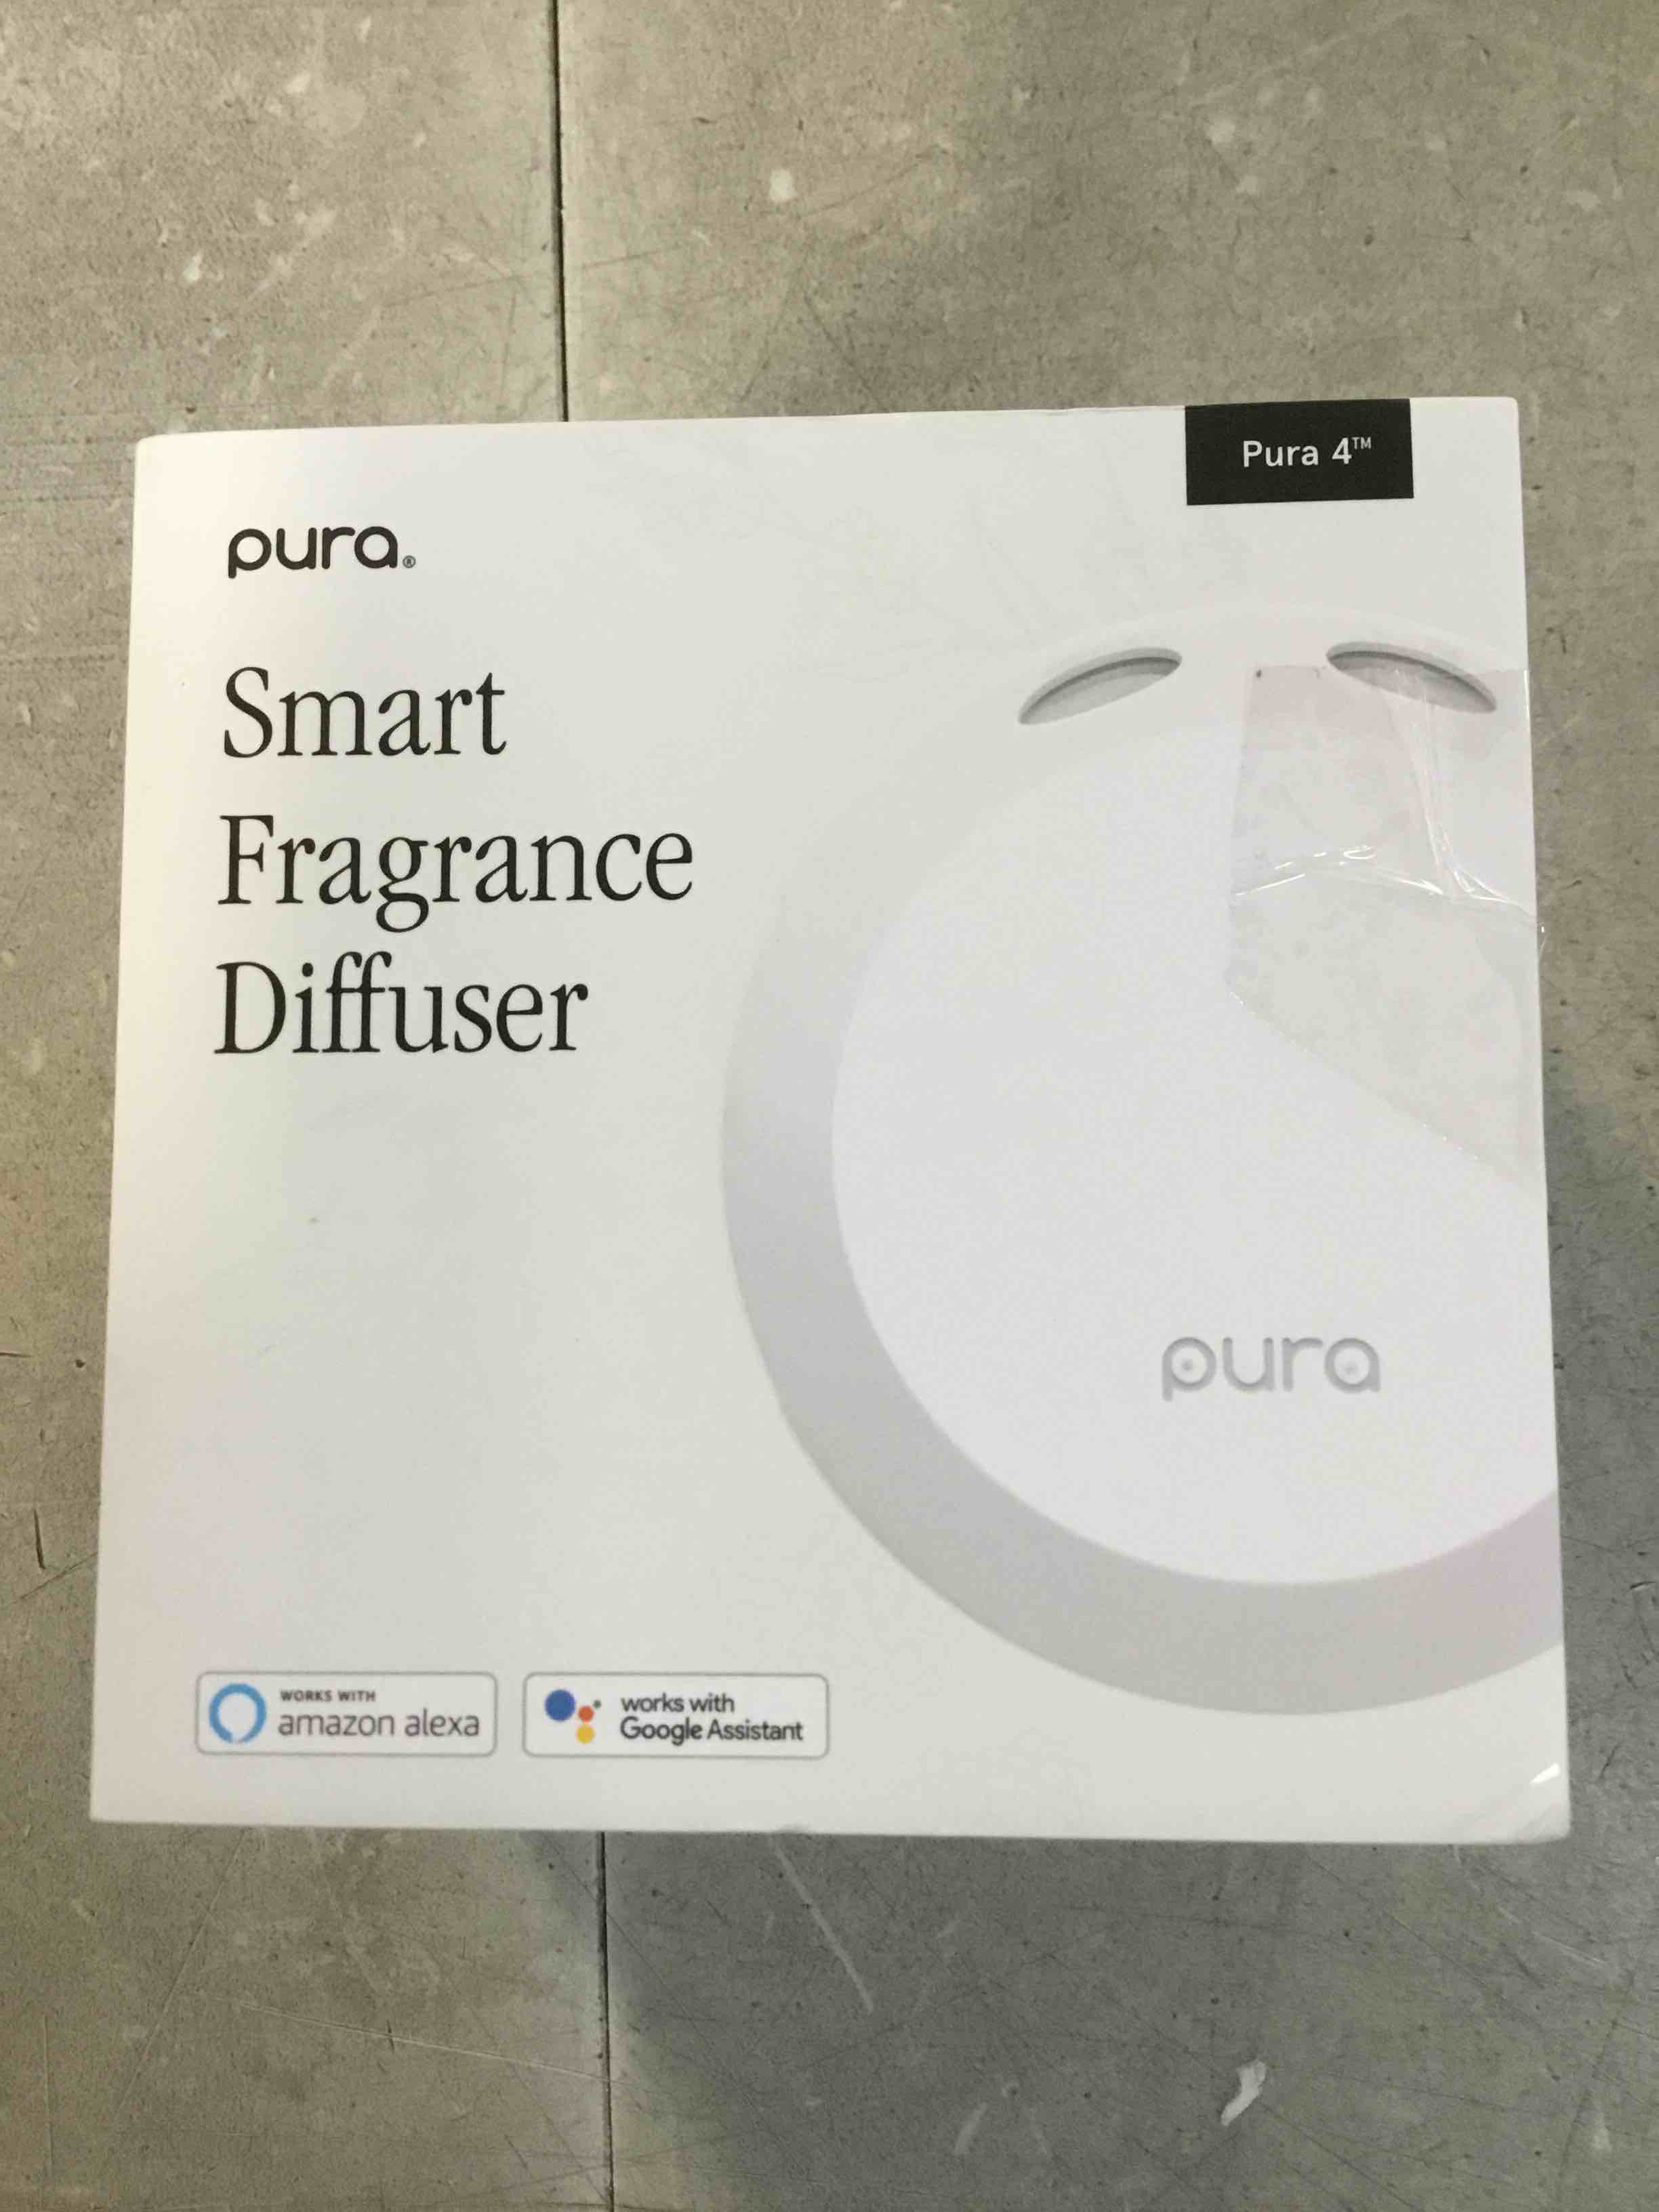 Pura 4™
pura®
Smart
Fragrance
Diffuser
pura
WORKS WITH
amazon alexa
works with
Google Assistant